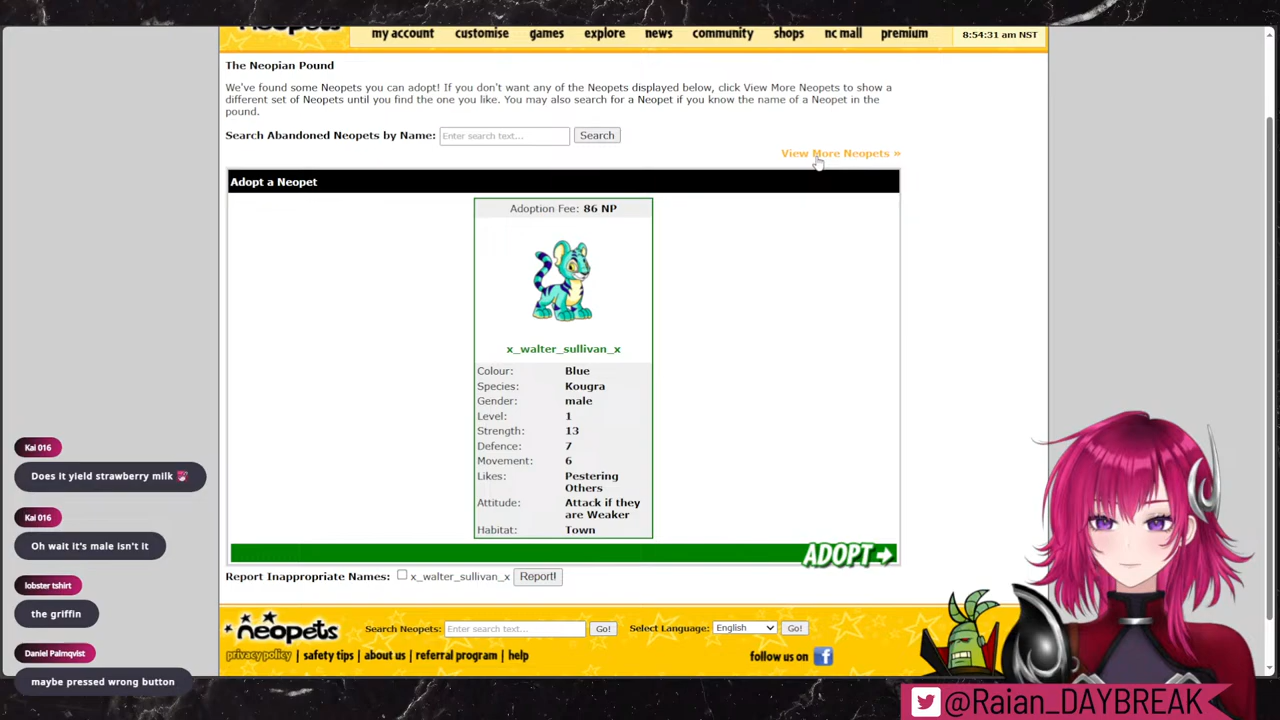 my account customise games explore news community shops nc mall premium
8:54:31 am NST
The Neopian Pound
We've found some Neopets you can adopt! If you don't want any of the Neopets displayed below, click View More Neopets to show a
different set of Neopets until you find the one you like. You may also search for a Neopet if you know the name of a Neopet in the
pound.
Search Abandoned Neopets by Name: Enter search text... Search
View More Neopets »
Adopt a Neopet
Adoption Fee: 86 NP
x_walter_sullivan_x
Colour: Blue
Species: Kougra
Gender: male
Level: 1
Strength: 13
Defence: 7
Movement: 6
Likes: Pestering
Others
Attitude: Attack if they
are Weaker
Habitat: Town
ADOPT
Report Inappropriate Names: x_walter_sullivan_x Report!
neopets
Search Neopets: Enter search text... Go! Select Language: English Go!
privacy policy | safety tips | about us | referral program | help
follow us on f
Kai 016
Does it yield strawberry milk
Kai 016
Oh wait it's male isn't it
lobster tshirt
the griffin
Daniel Palmqvist
maybe pressed wrong button
@Raian_DAYBREAK